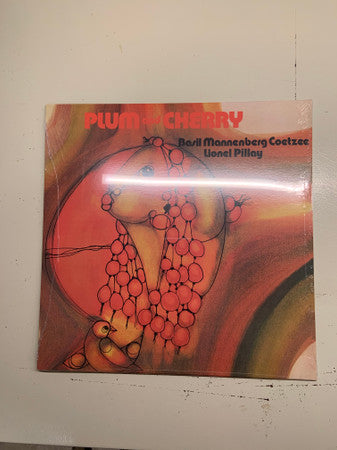 PLUM + CHERRY
Basil Mannenberg Coetzee
Lionel Pillay